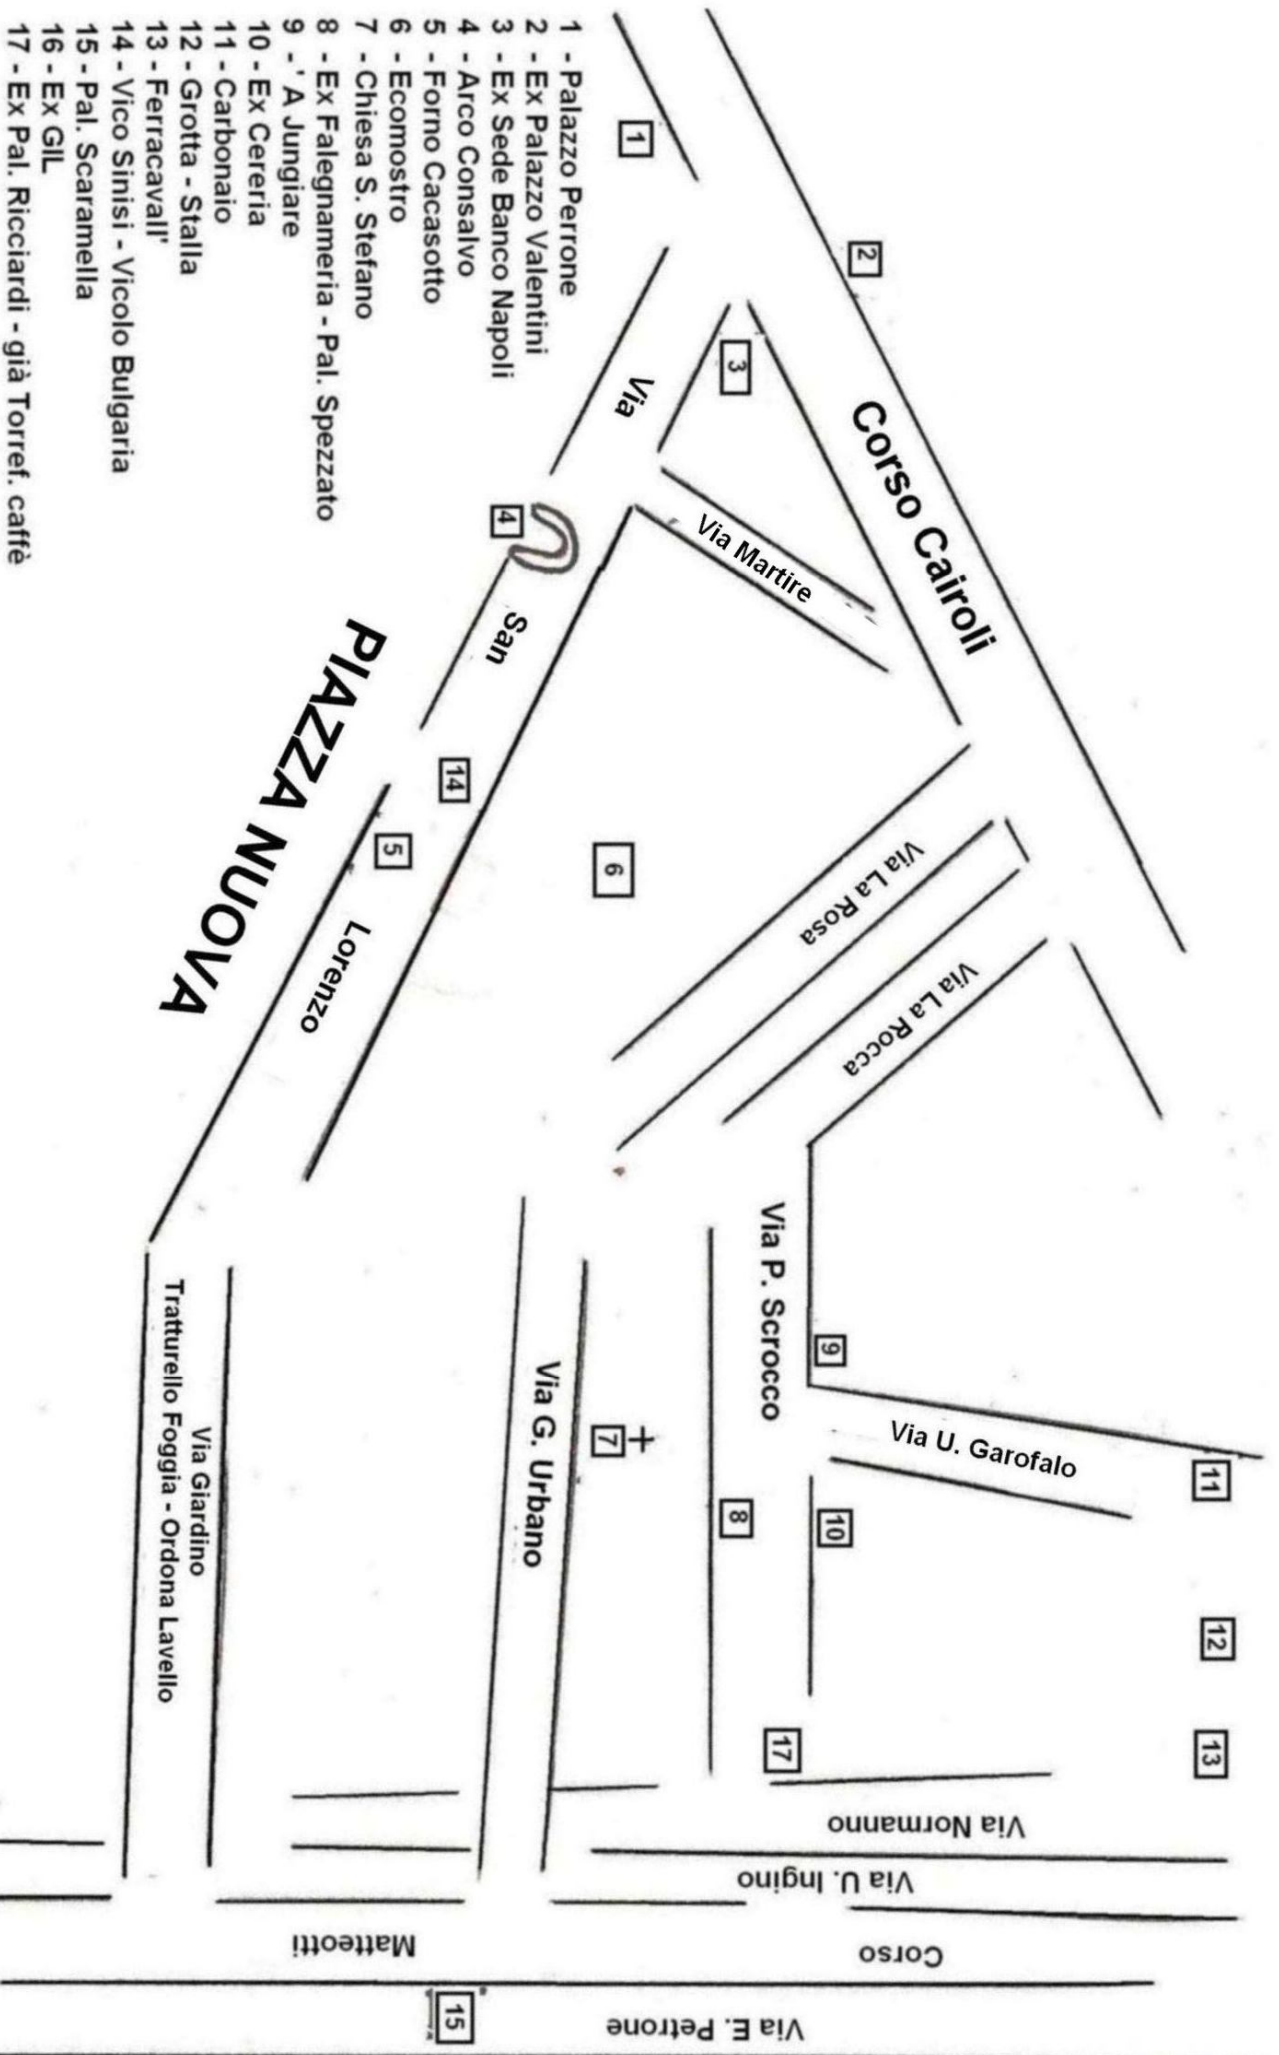 1 - Palazzo Perrone
2 - Ex Palazzo Valentini
3 - Ex Sede Banco Napoli
4 - Arco Consalvo
5 - Forno Cacasotto
6 - Ecomostro
7 - Chiesa S. Stefano
8 - Ex Falegnameria - Pal. Spezzato
9 - ' A Jungiare
10 - Ex Cereria
11 - Carbonaio
12 - Grotta - Stalla
13 - Ferracavall'
14 - Vico Sinisi - Vicolo Bulgaria
15 - Pal. Scaramella
16 - Ex GIL
17 - Ex Pal. Ricciardi - già Torref. caffè
1
2
3
Corso Cairoli
Via
Via Martire
4
San
PIAZZA NUOVA
14
5
6
Lorenzo
Via La Rosa
Via La Rocca
Via P. Scrocco
9
Via U. Garofalo
11
Via G. Urbano
7
8
10
12
13
17
Via Giardino
Tratturello Foggia - Ordona Lavello
Via Normanno
Via U. Ingino
Corso
Matteotti
15
Via E. Petrone